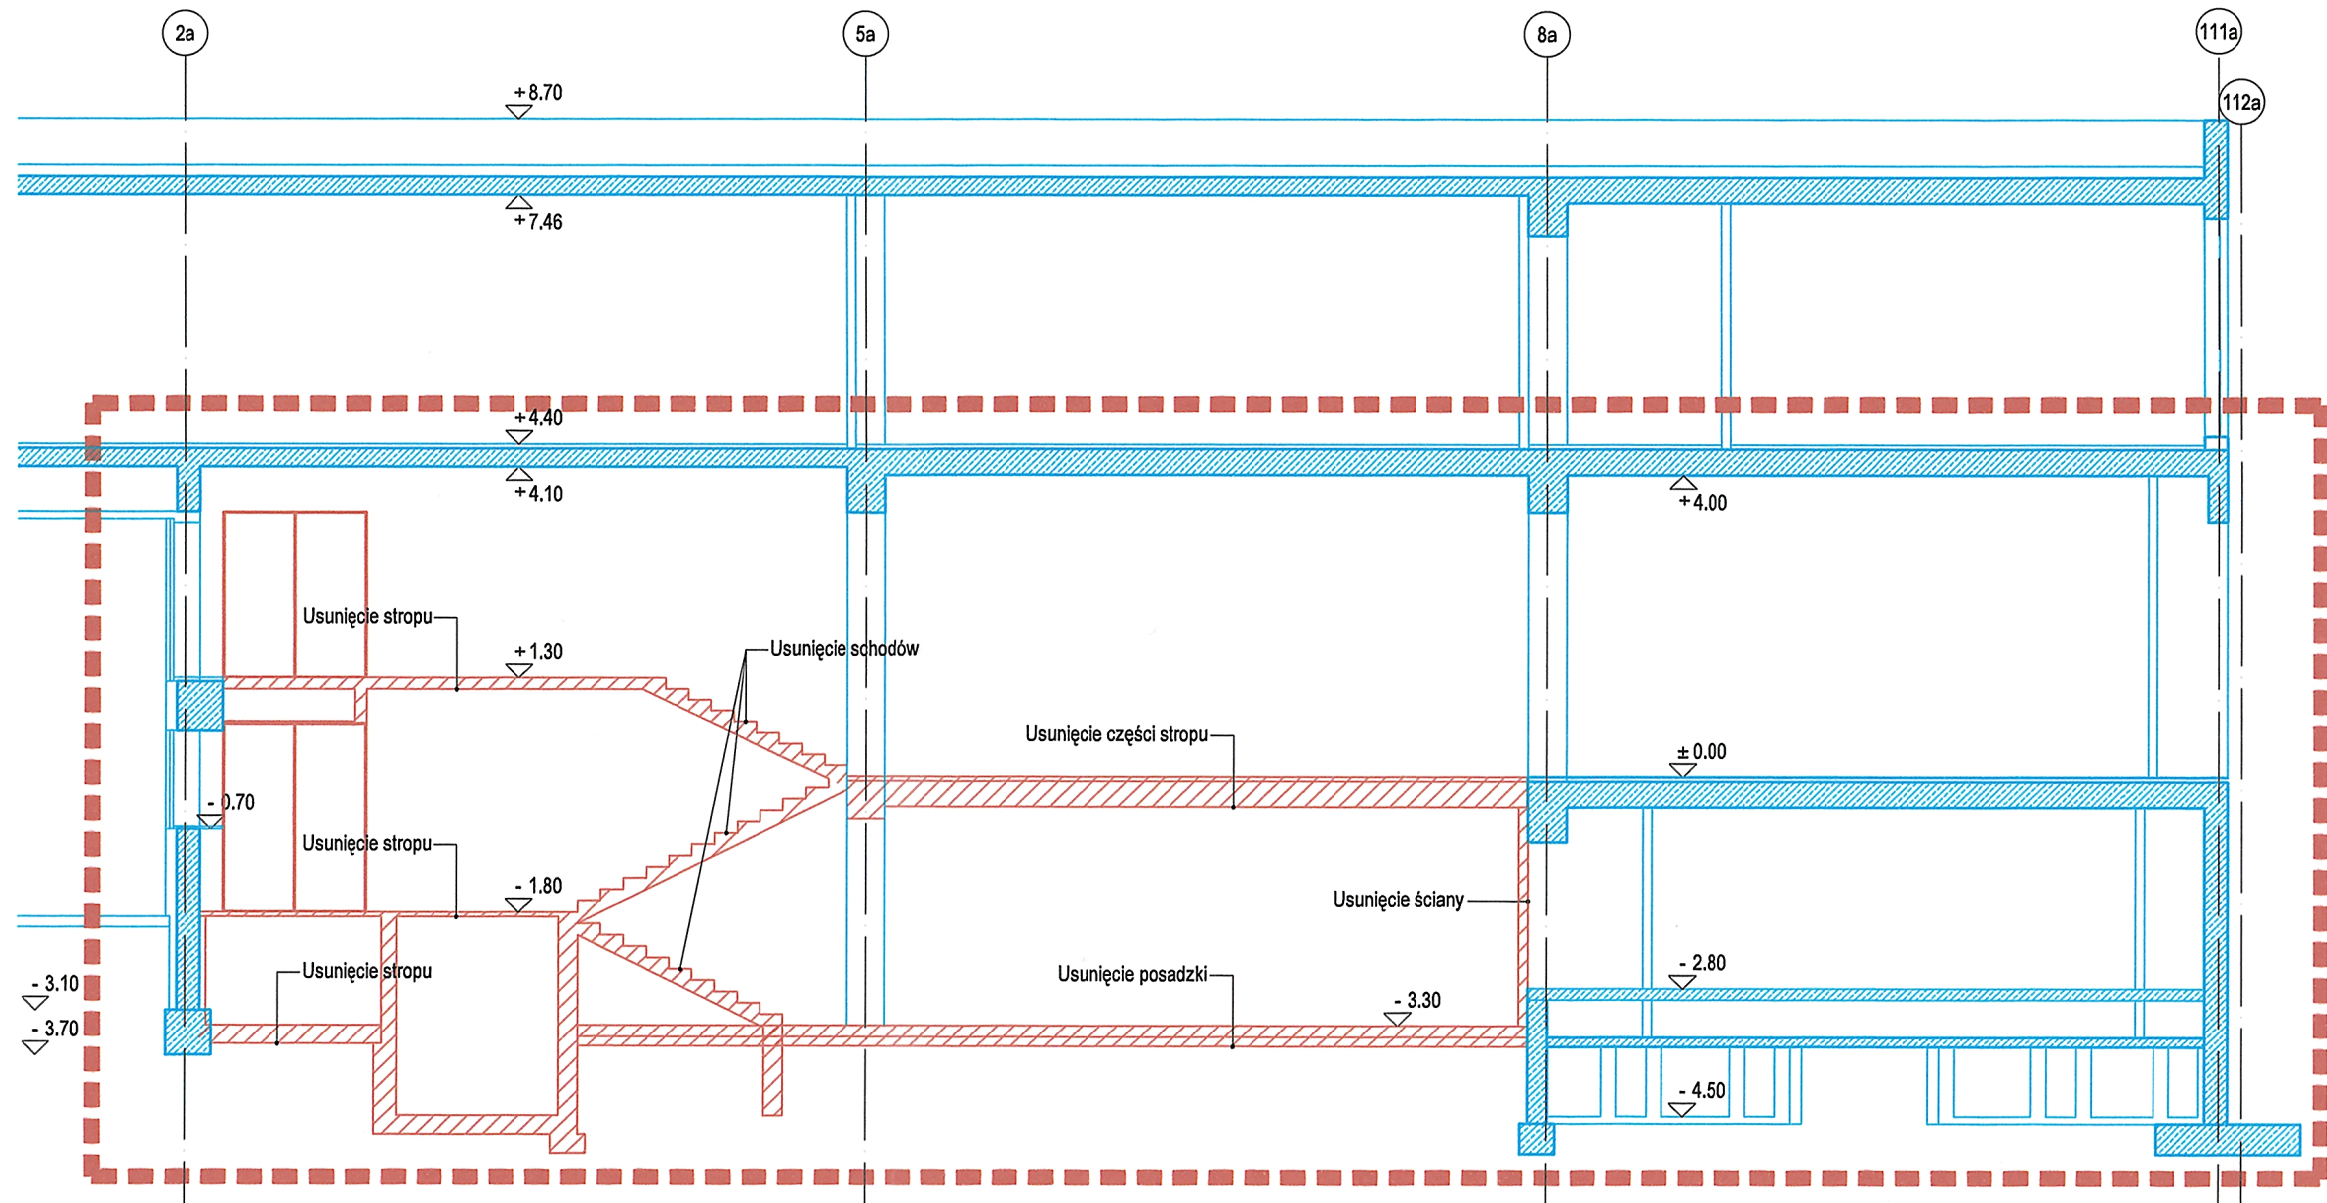 2a
5a
8a
111a
112a
+8.70
+7.46
+4.40
+4.10
+4.00
Usunięcie stropu
+1.30
Usunięcie schodów
Usunięcie części stropu
±0.00
- 0.70
Usunięcie stropu
- 1.80
Usunięcie ściany
Usunięcie stropu
Usunięcie posadzki
- 2.80
- 3.10
- 3.30
- 3.70
- 4.50